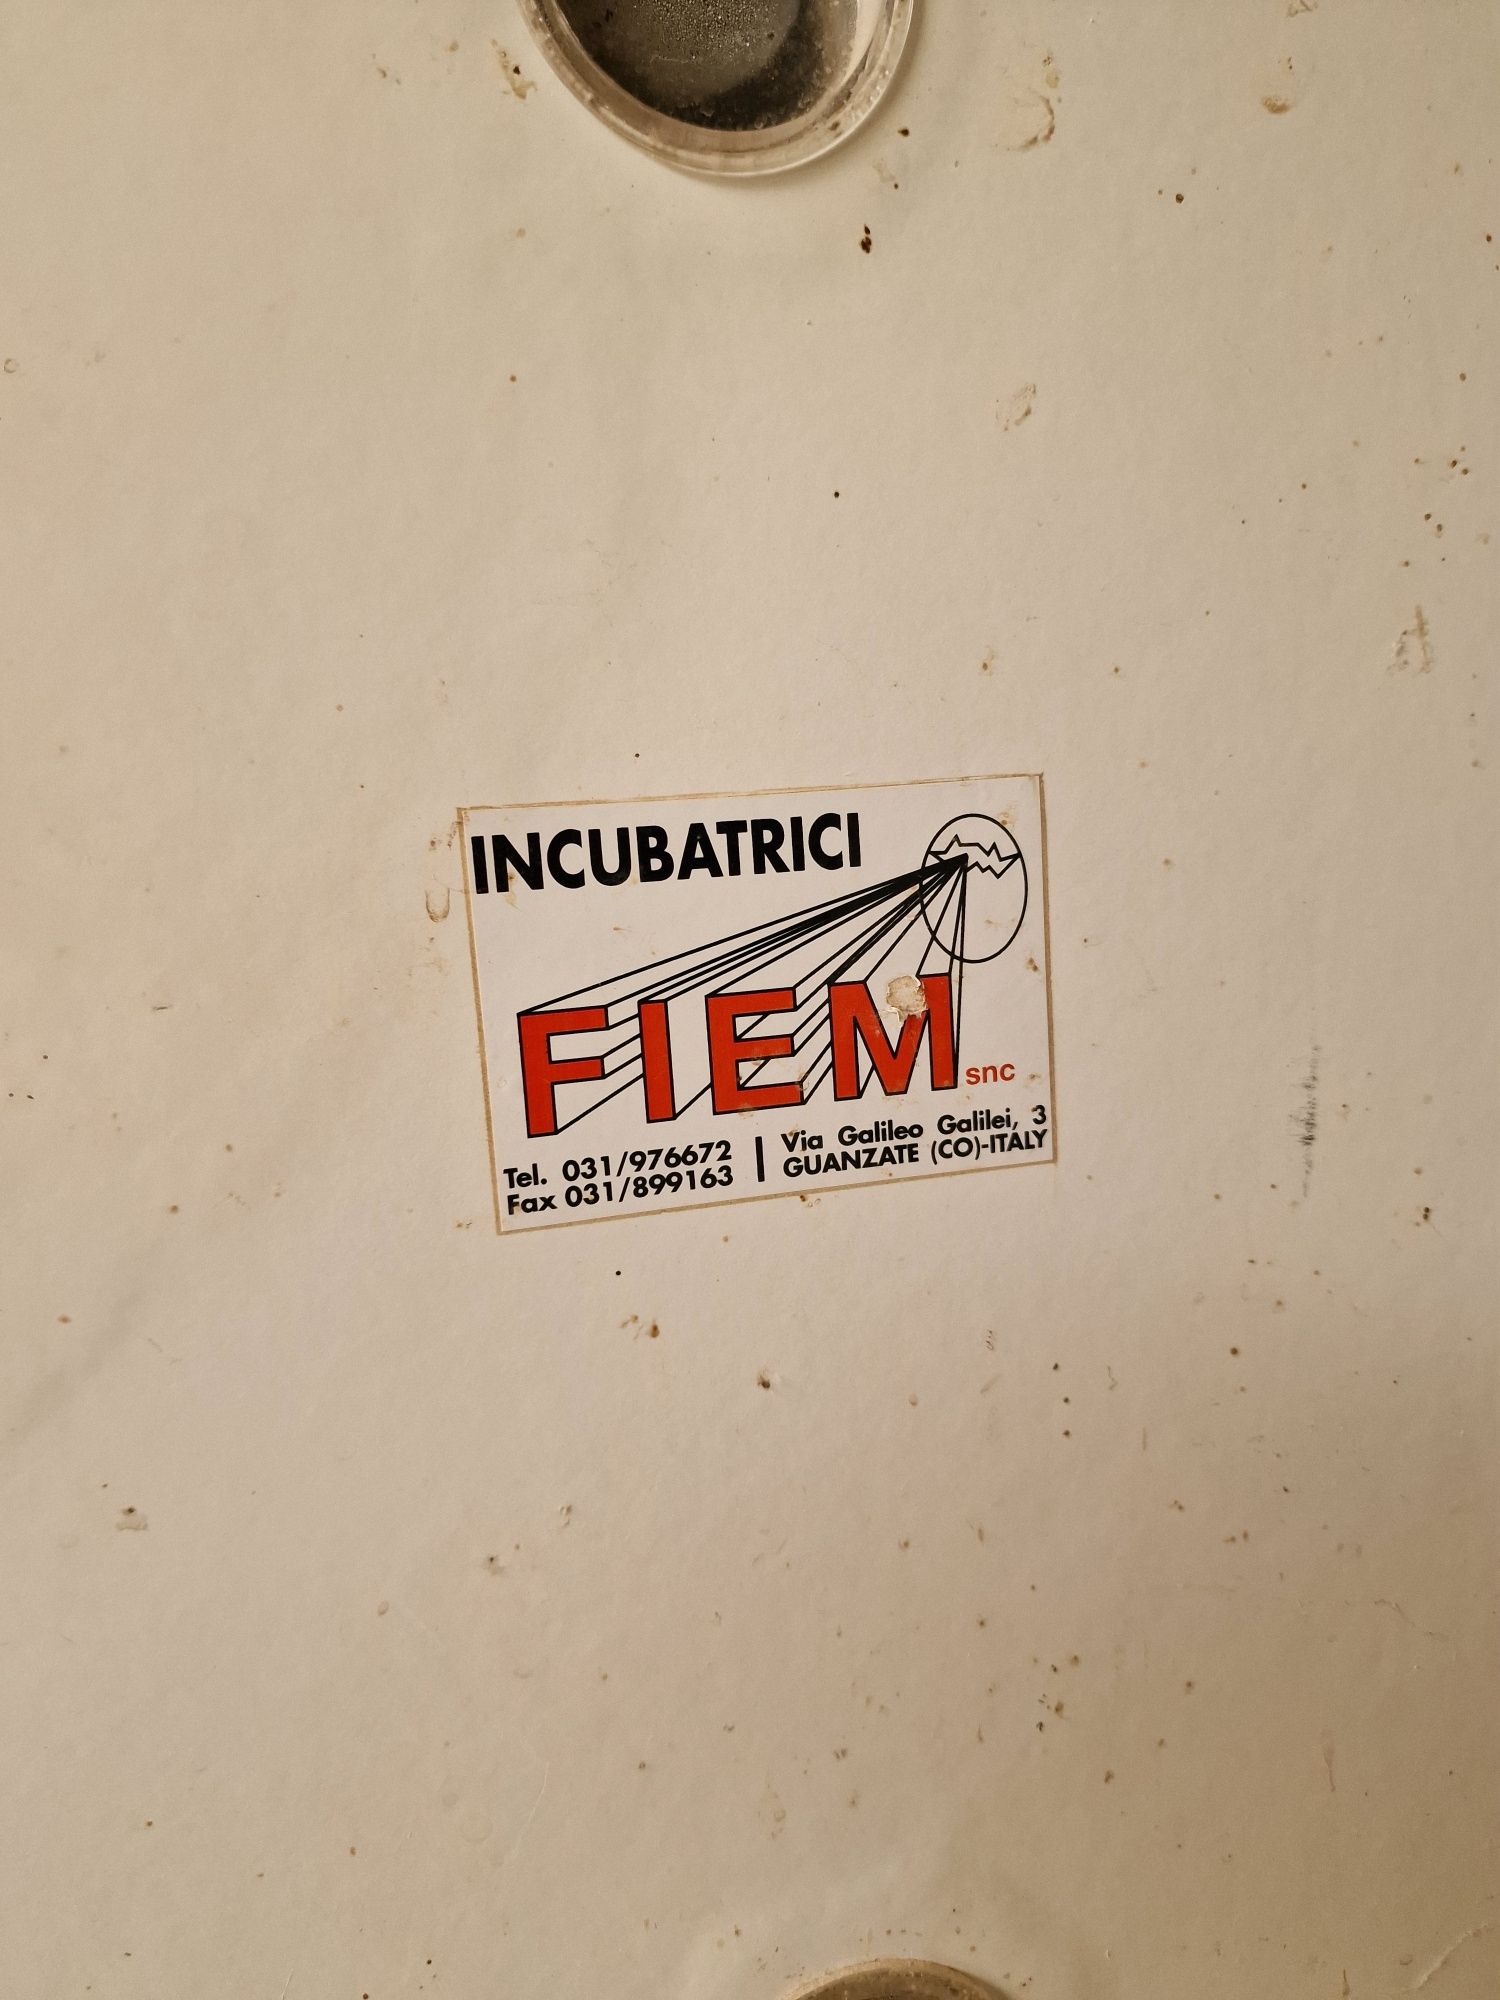 INCUBATRICI
FIEM snc
Tel. 031/976672
Fax 031/899163
Via Galileo Galilei, 3
GUANZATE (CO)-ITALY